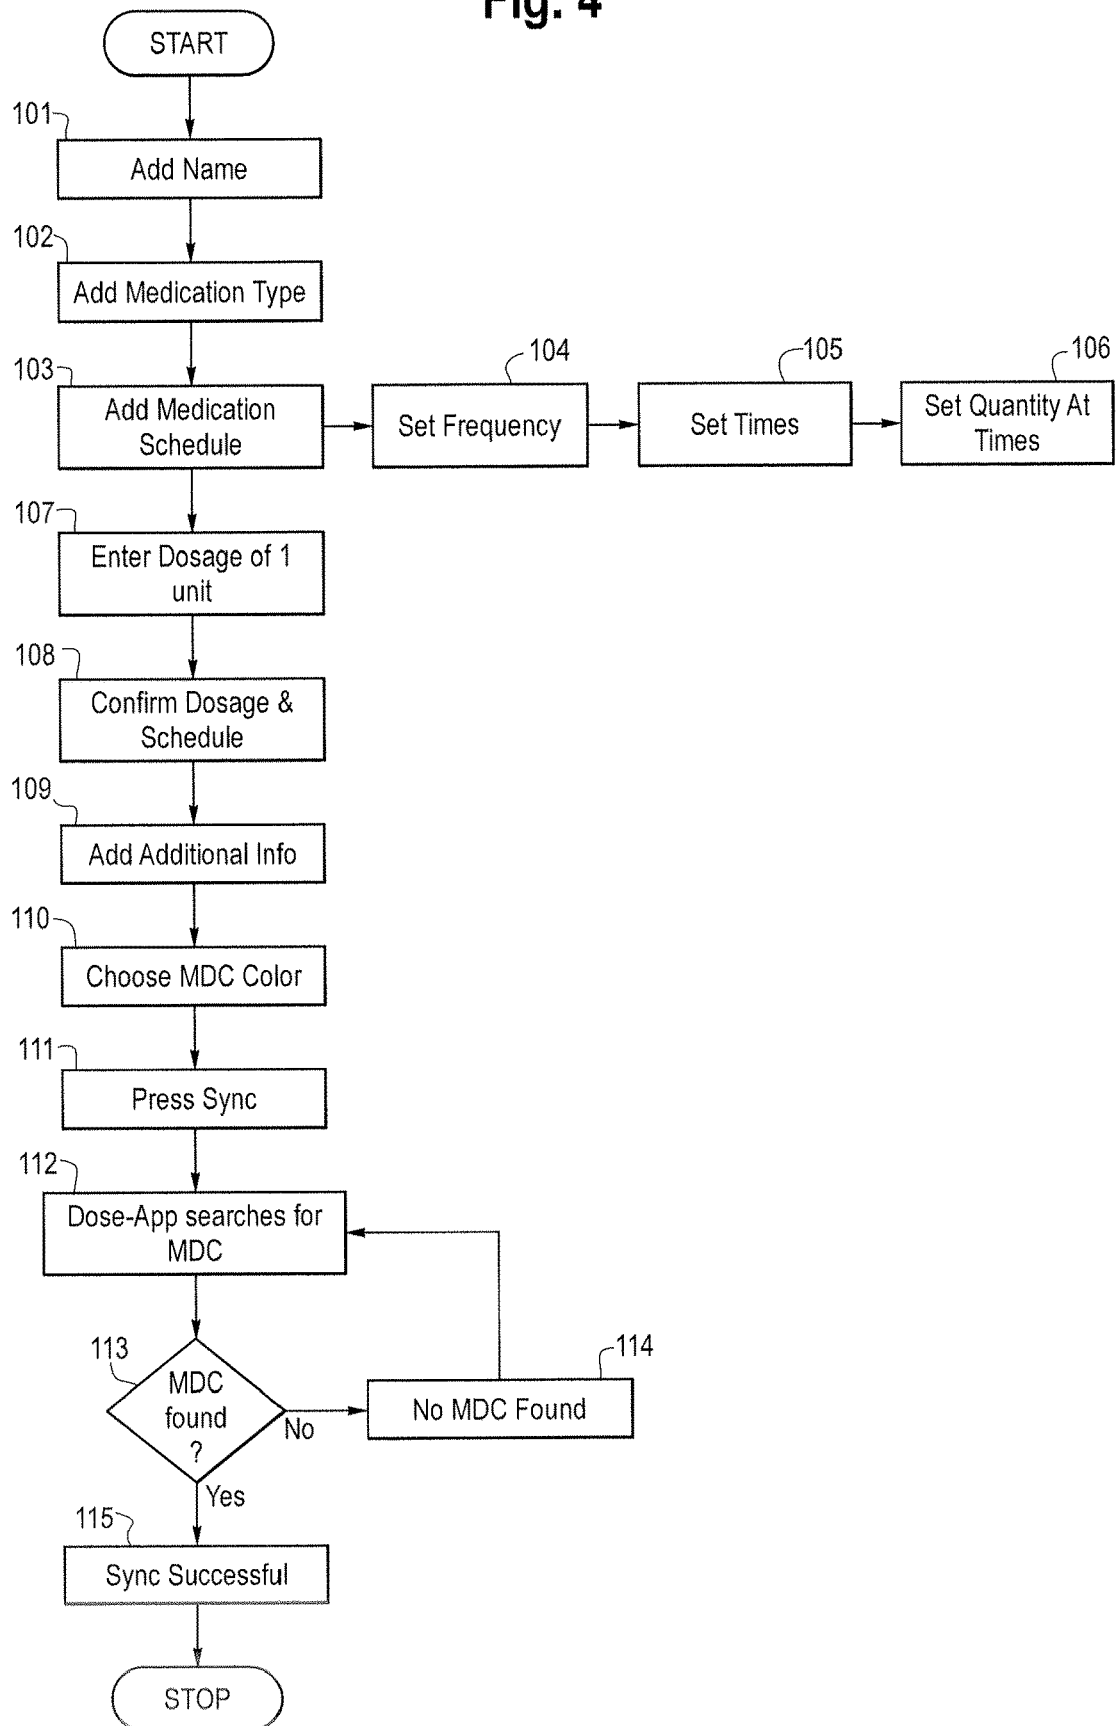 Fig. 4
START
101
Add Name
102
Add Medication Type
103
Add Medication
Schedule
104
Set Frequency
105
Set Times
106
Set Quantity At
Times
107
Enter Dosage of 1
unit
108
Confirm Dosage &
Schedule
109
Add Additional Info
110
Choose MDC Color
111
Press Sync
112
Dose-App searches for
MDC
113
MDC
found
?
No
114
No MDC Found
Yes
115
Sync Successful
STOP